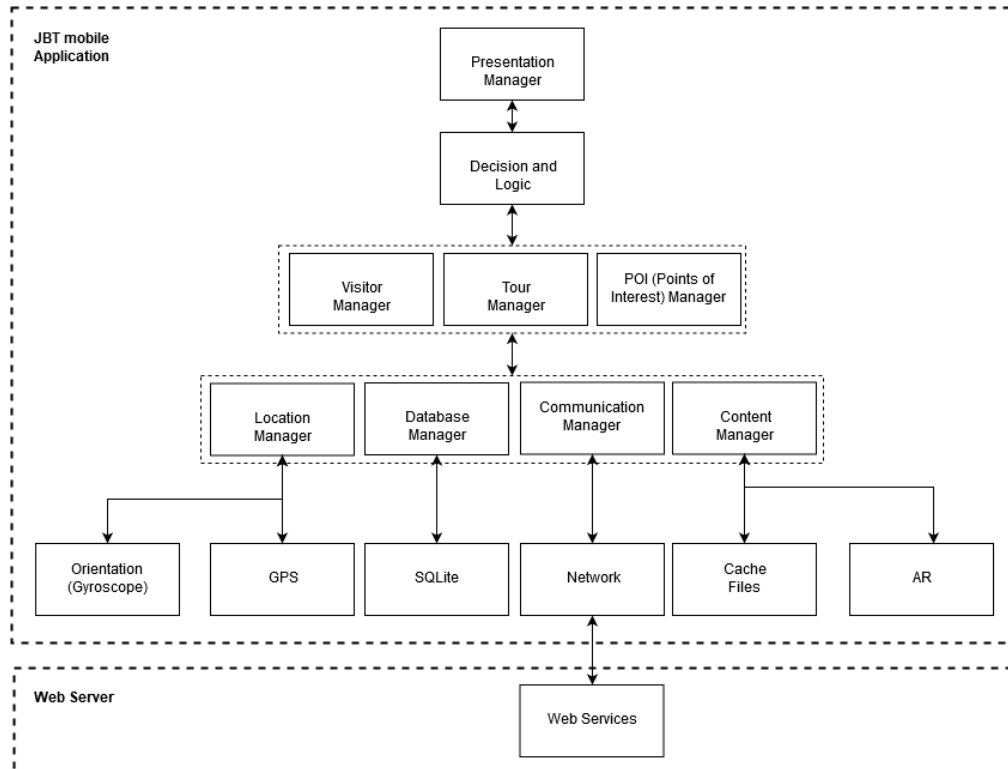 JBT mobile
Application
Presentation
Manager
Decision and
Logic
Visitor
Manager
Tour
Manager
POI (Points of
Interest) Manager
Location
Manager
Database
Manager
Communication
Manager
Content
Manager
Orientation
(Gyroscope)
GPS
SQLite
Network
Cache
Files
AR
Web Server
Web Services